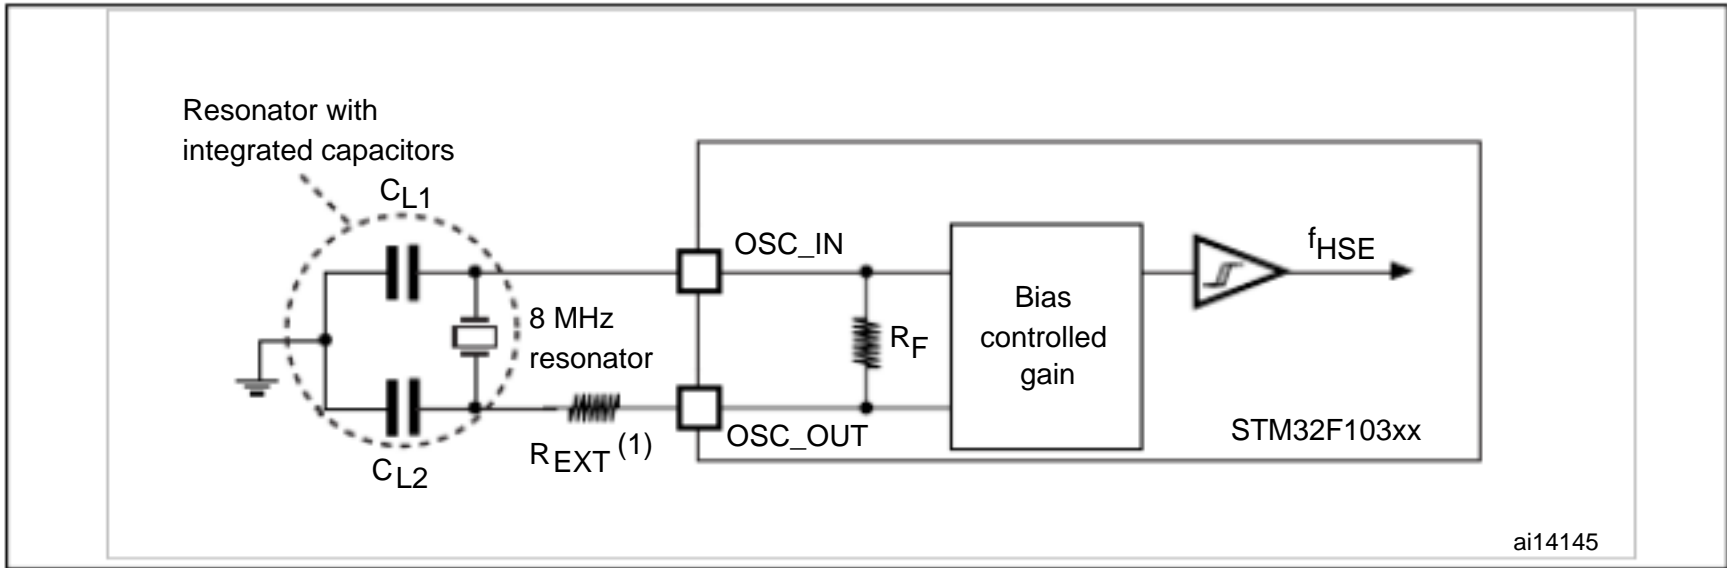 Resonator with
integrated capacitors
CL1
OSC_IN
fHSE
8 MHz
resonator
RF
Bias
controlled
gain
OSC_OUT
STM32F103xx
REXT (1)
CL2
ai14145